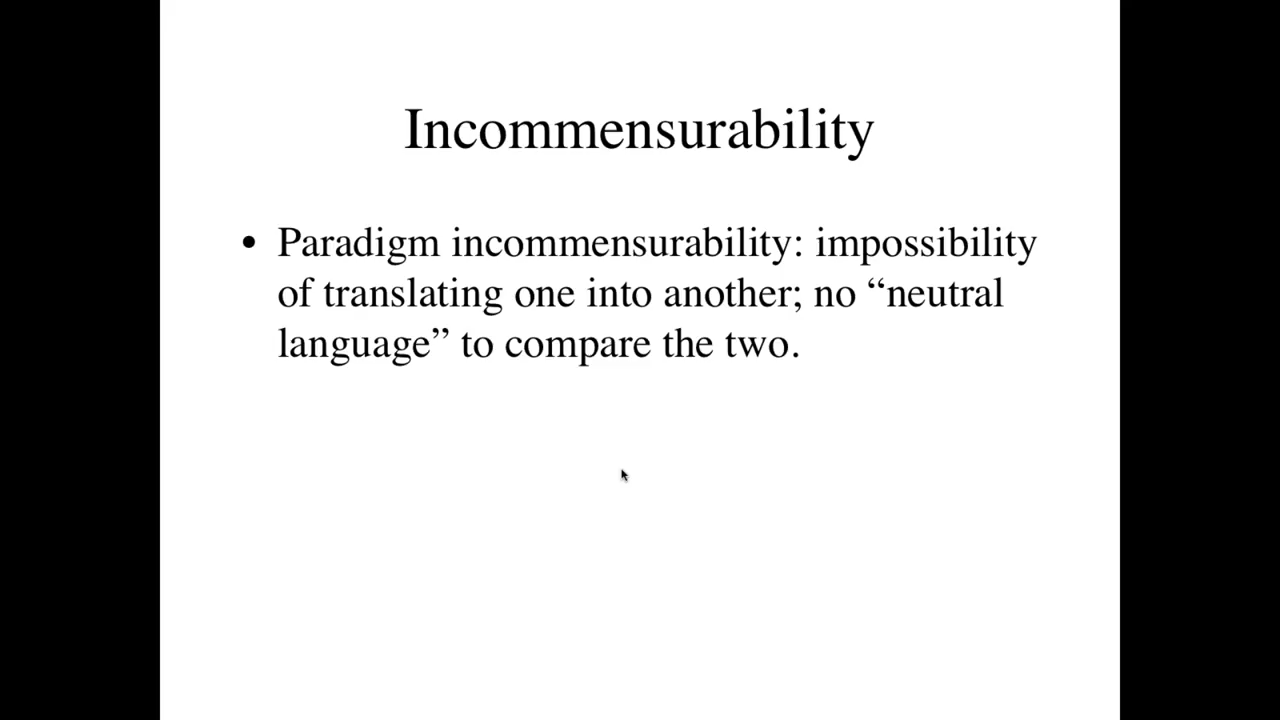 Incommensurability
• Paradigm incommensurability: impossibility
of translating one into another; no “neutral
language” to compare the two.